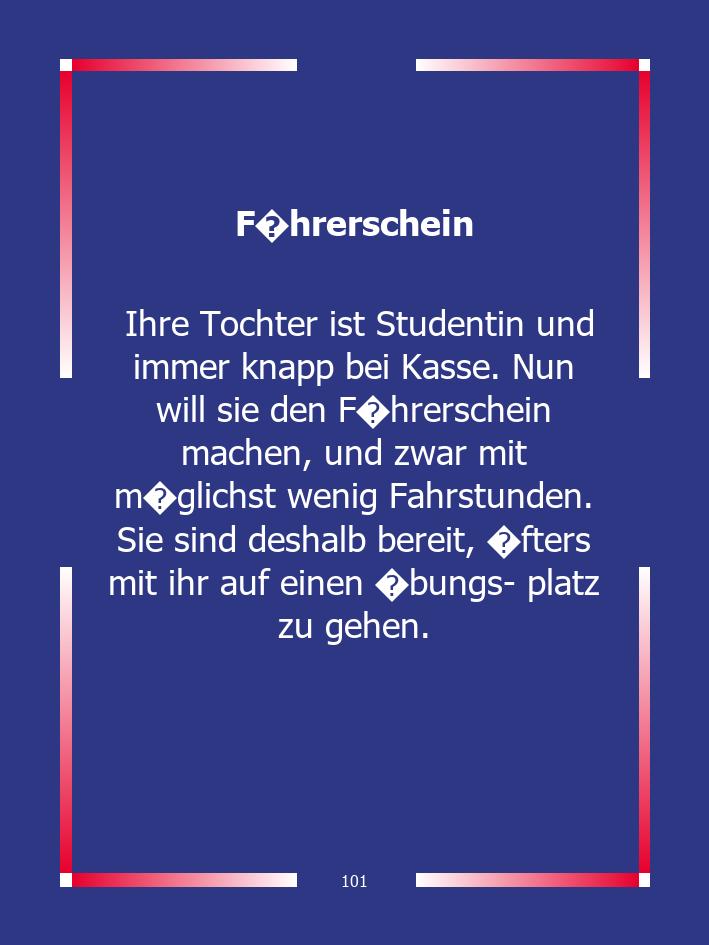 F�hrerschein
Ihre Tochter ist Studentin und
immer knapp bei Kasse. Nun
will sie den F�hrerschein
machen, und zwar mit
m�glichst wenig Fahrstunden.
Sie sind deshalb bereit, �fters
mit ihr auf einen �bungs- platz
zu gehen.
101